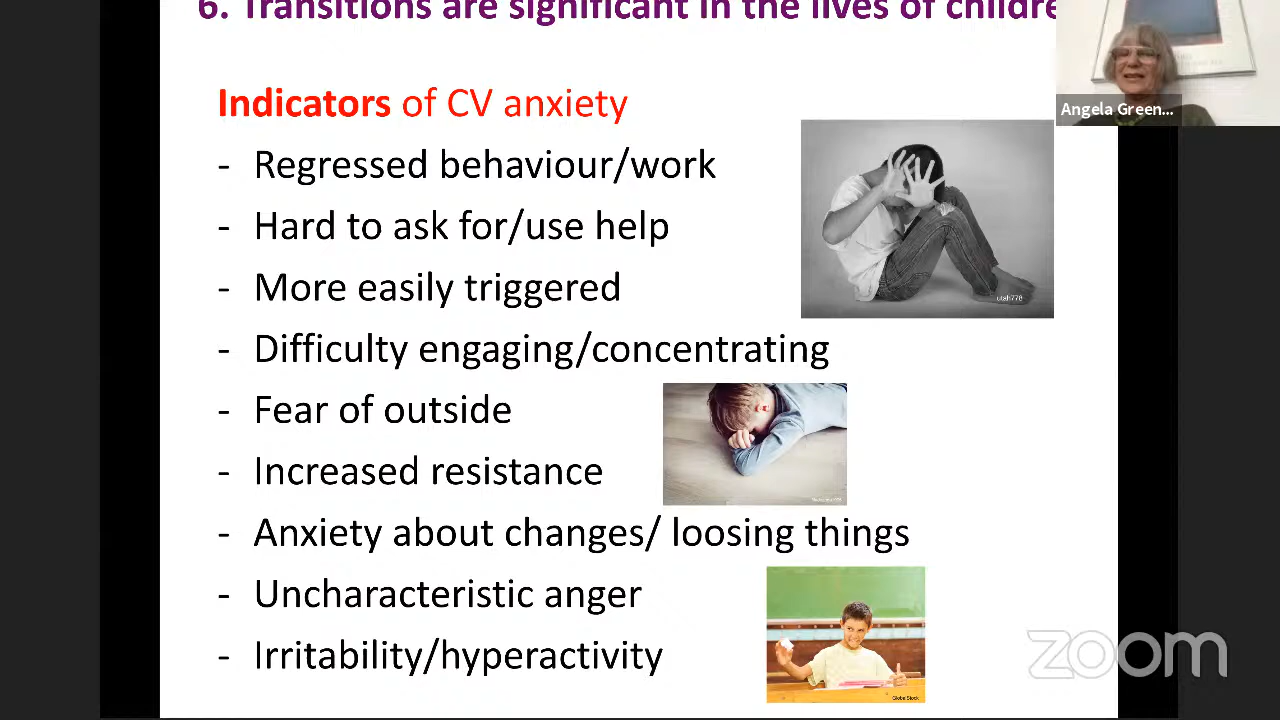 6. Transitions are significant in the lives of childre
Angela Green...
Indicators of CV anxiety
- Regressed behaviour/work
- Hard to ask for/use help
utah778
- More easily triggered
- Difficulty engaging/concentrating
- Fear of outside
- Increased resistance
- Anxiety about changes/ loosing things
- Uncharacteristic anger
- Irritability/hyperactivity
zoom